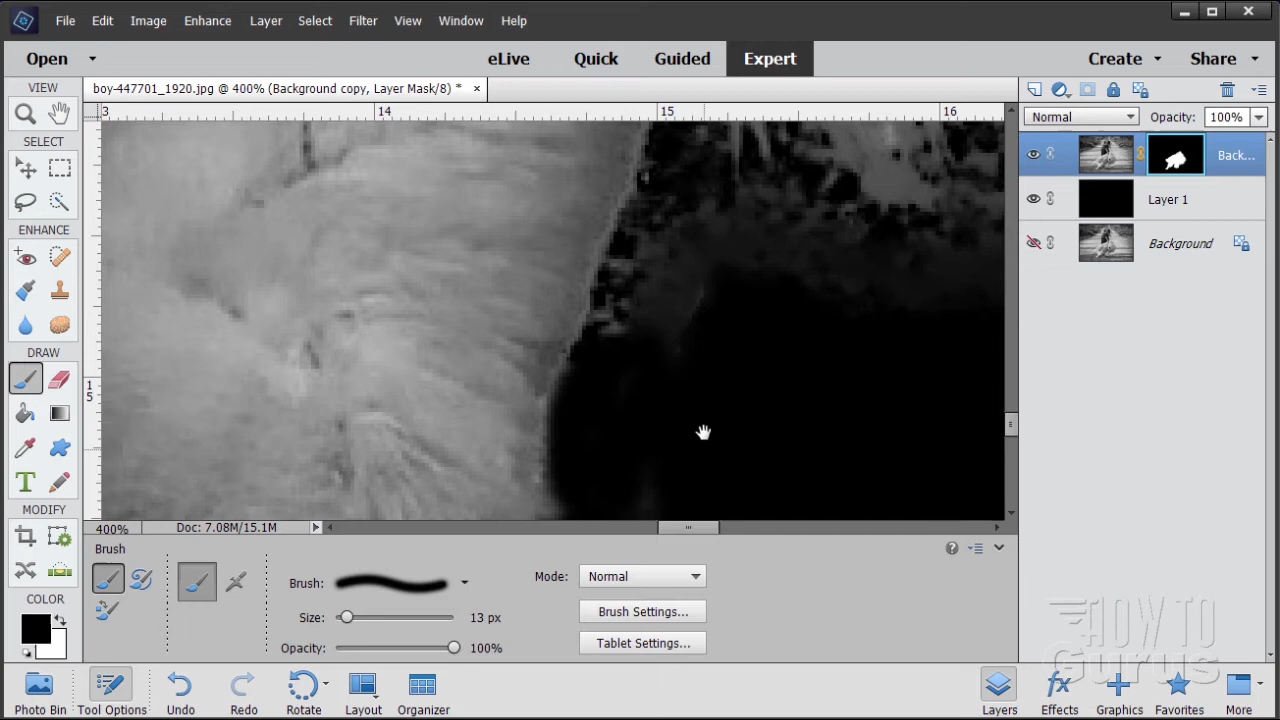 File Edit Image Enhance Layer Select Filter View Window Help
Open eLive Quick Guided Expert Create Share
VIEW boy-447701_1920.jpg @ 400% (Background copy, Layer Mask/8) * ×
3 14 15 16
Normal Opacity: 100%
SELECT
Back...
Layer 1
ENHANCE
Background
DRAW
1
5
MODIFY
400% Doc: 7.08M/15.1M
Brush
Brush: Mode: Normal
COLOR
Size: 13 px Brush Settings...
Opacity: 100% Tablet Settings...
HOW TO
Gurus
Photo Bin Tool Options Undo Redo Rotate Layout Organizer Layers Effects Graphics Favorites More